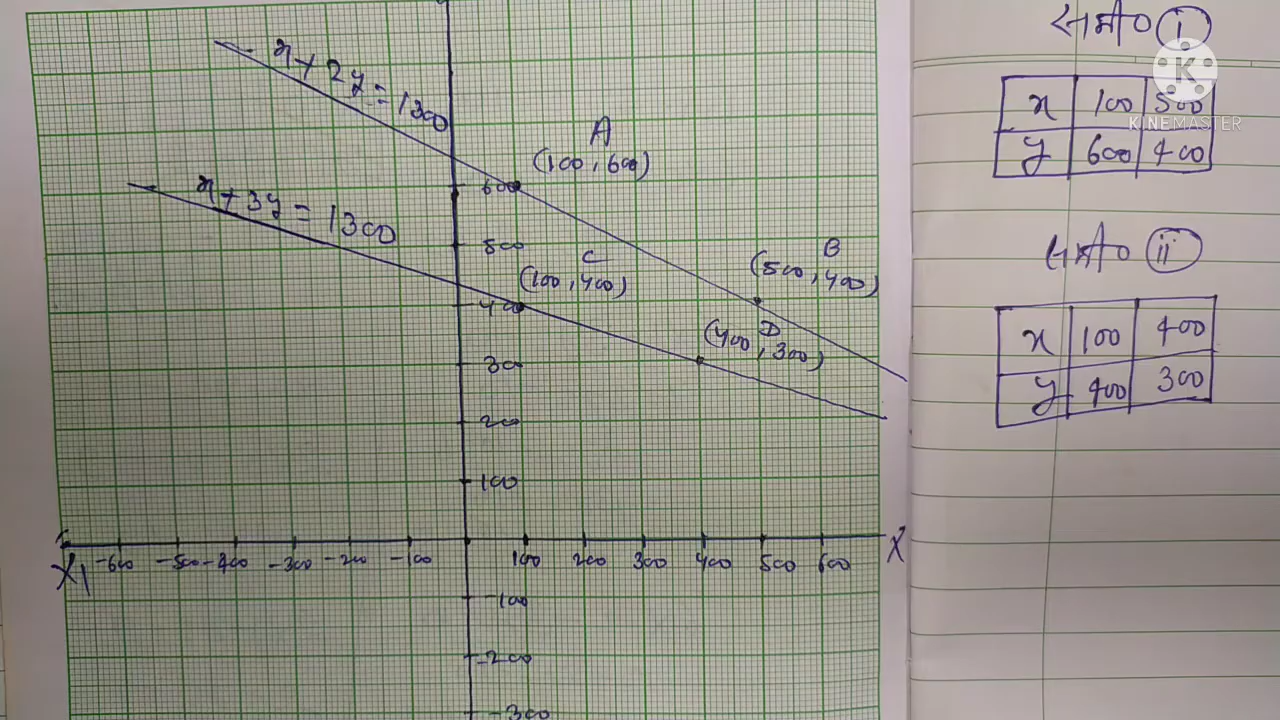 x + 2y = 1300
A
(100, 600)
x + 3y = 1300
B
(500, 400)
C
(100, 400)
D
(400, 300)
600
500
400
300
200
100
X₁ -600 -500 -400 -300 -200 -100 100 200 300 400 500 600 X
-100
-200
-300
समी० (i)
x 100 500
y 600 400
समी० (ii)
x 100 400
y 400 300
K
KINEMASTER